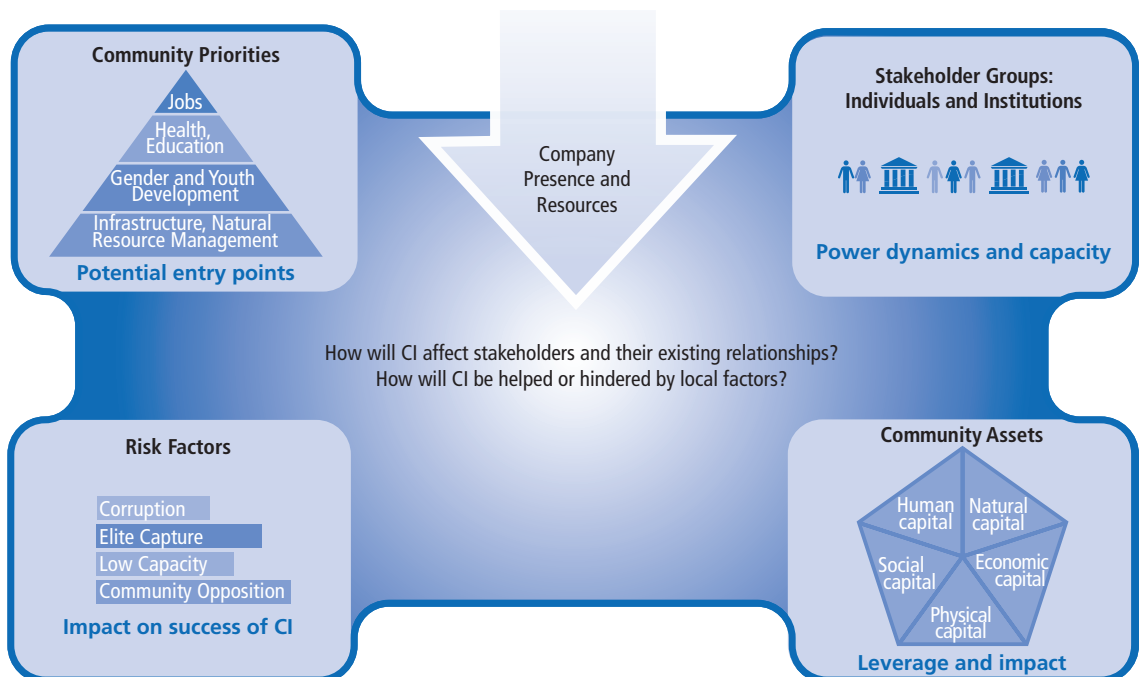 Community Priorities
Jobs
Health,
Education
Gender and Youth
Development
Infrastructure, Natural
Resource Management
Potential entry points
Company
Presence and
Resources
Stakeholder Groups:
Individuals and Institutions
Power dynamics and capacity
How will CI affect stakeholders and their existing relationships?
How will CI be helped or hindered by local factors?
Risk Factors
Corruption
Elite Capture
Low Capacity
Community Opposition
Impact on success of CI
Community Assets
Human
capital
Natural
capital
Social
capital
Economic
capital
Physical
capital
Leverage and impact